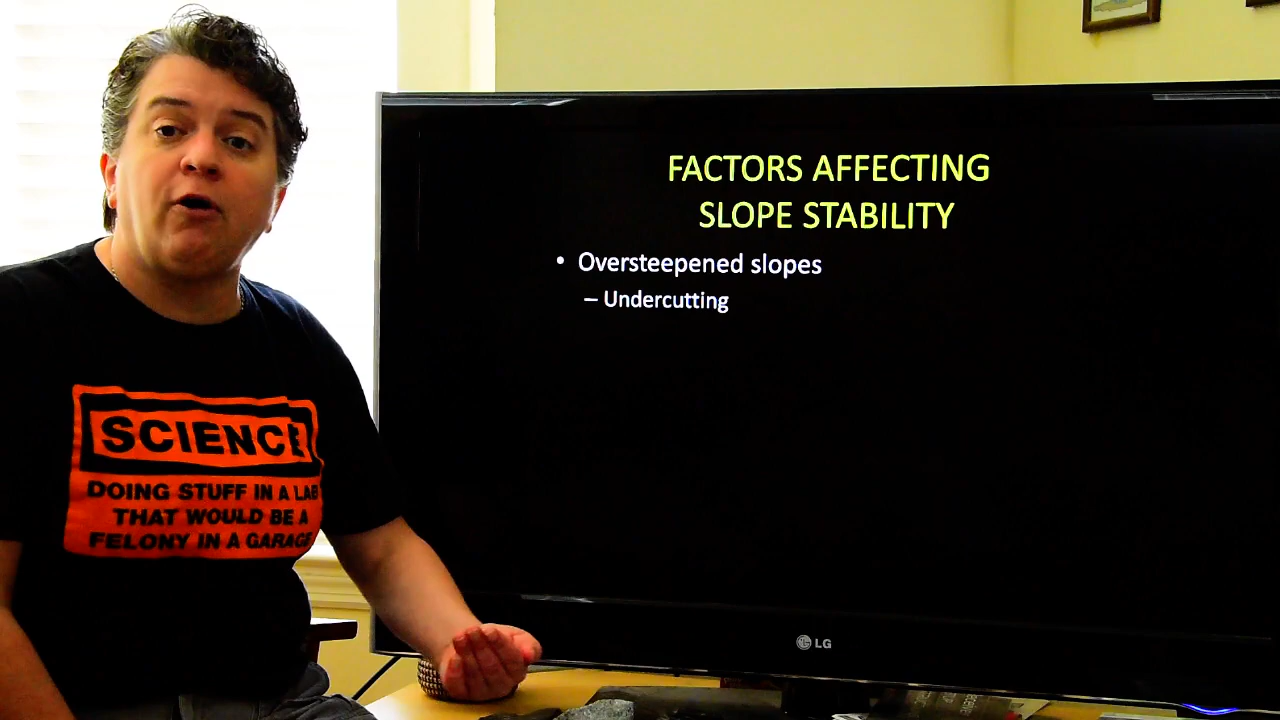 FACTORS AFFECTING
SLOPE STABILITY
• Oversteepened slopes
– Undercutting
SCIENCE
DOING STUFF IN A LAB
THAT WOULD BE A
FELONY IN A GARAGE
LG